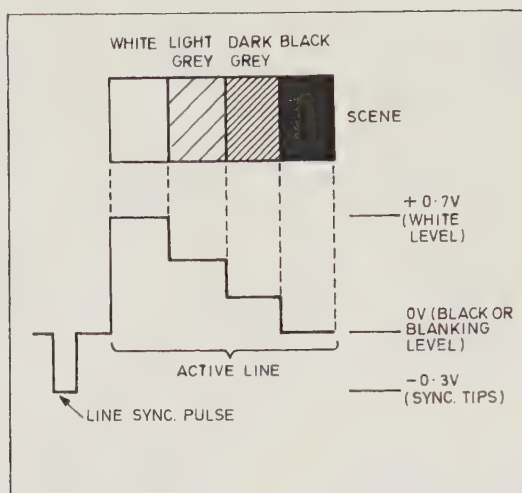 WHITE LIGHT GREY DARK GREY BLACK
SCENE
+0·7V
(WHITE
LEVEL)
0V (BLACK OR
BLANKING
LEVEL)
ACTIVE LINE
-0·3V
(SYNC. TIPS)
LINE SYNC. PULSE